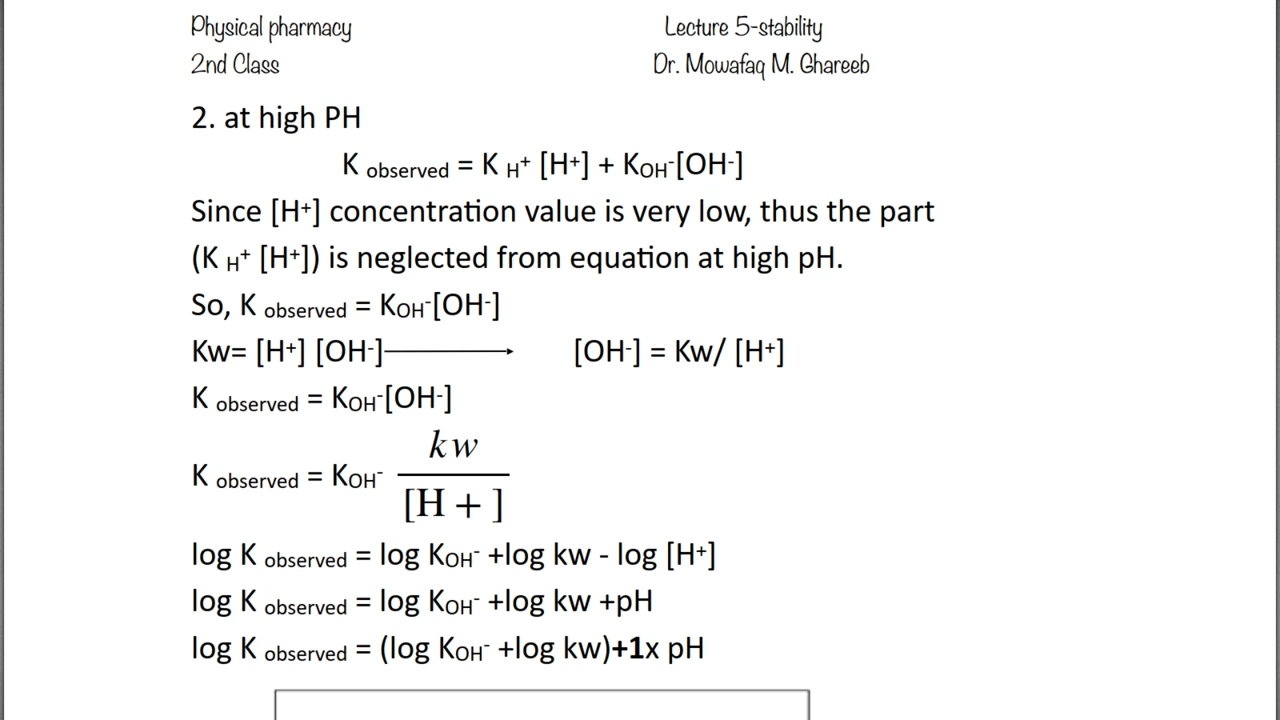 Physical pharmacy Lecture 5-stability
2nd Class Dr. Mowafaq M. Ghareeb
2. at high PH
K observed = K H⁺ [H⁺] + KOH⁻[OH⁻]
Since [H⁺] concentration value is very low, thus the part
(K H⁺ [H⁺]) is neglected from equation at high pH.
So, K observed = KOH⁻[OH⁻]
Kw= [H⁺] [OH⁻]⟶ [OH⁻] = Kw/ [H⁺]
K observed = KOH⁻[OH⁻]
K observed = KOH⁻ kw / [H + ]
log K observed = log KOH⁻ +log kw - log [H⁺]
log K observed = log KOH⁻ +log kw +pH
log K observed = (log KOH⁻ +log kw)+1x pH